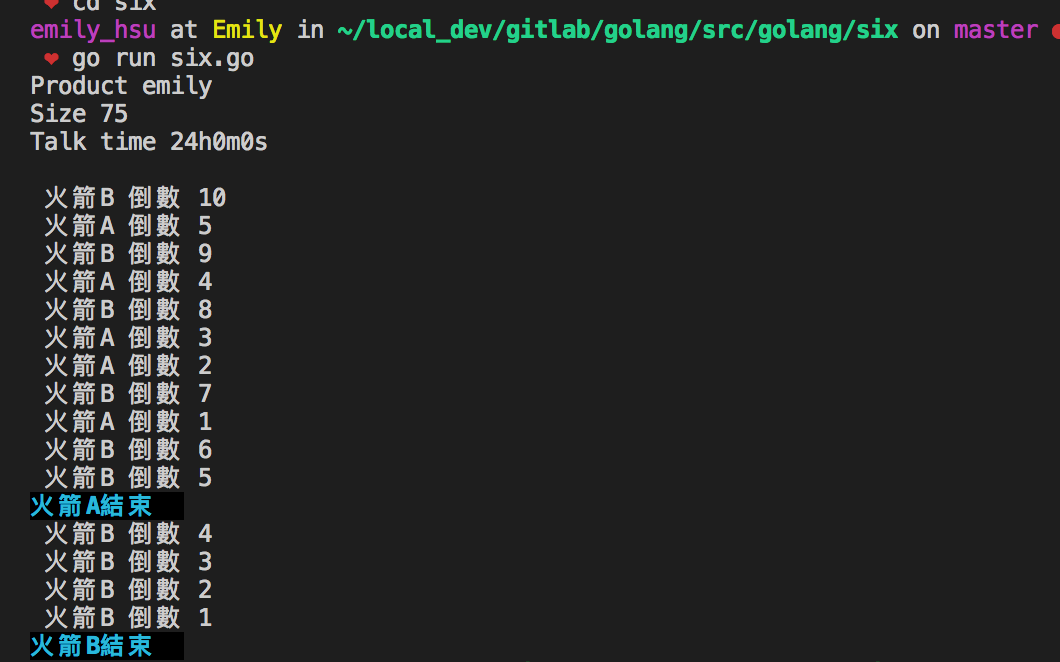 ❤ cd six
emily_hsu at Emily in ~/local_dev/gitlab/golang/src/golang/six on master
❤ go run six.go
Product emily
Size 75
Talk time 24h0m0s
火箭B 倒數 10
火箭A 倒數 5
火箭B 倒數 9
火箭A 倒數 4
火箭B 倒數 8
火箭A 倒數 3
火箭A 倒數 2
火箭B 倒數 7
火箭A 倒數 1
火箭B 倒數 6
火箭B 倒數 5
火箭A結束
火箭B 倒數 4
火箭B 倒數 3
火箭B 倒數 2
火箭B 倒數 1
火箭B結束